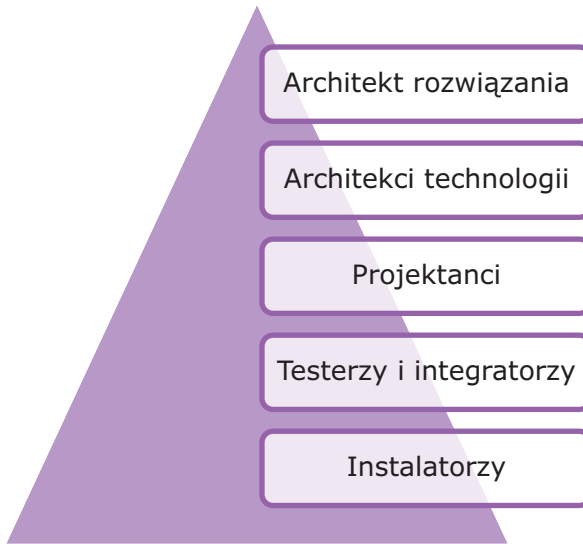 Architekt rozwiązania
Architekci technologii
Projektanci
Testerzy i integratorzy
Instalatorzy